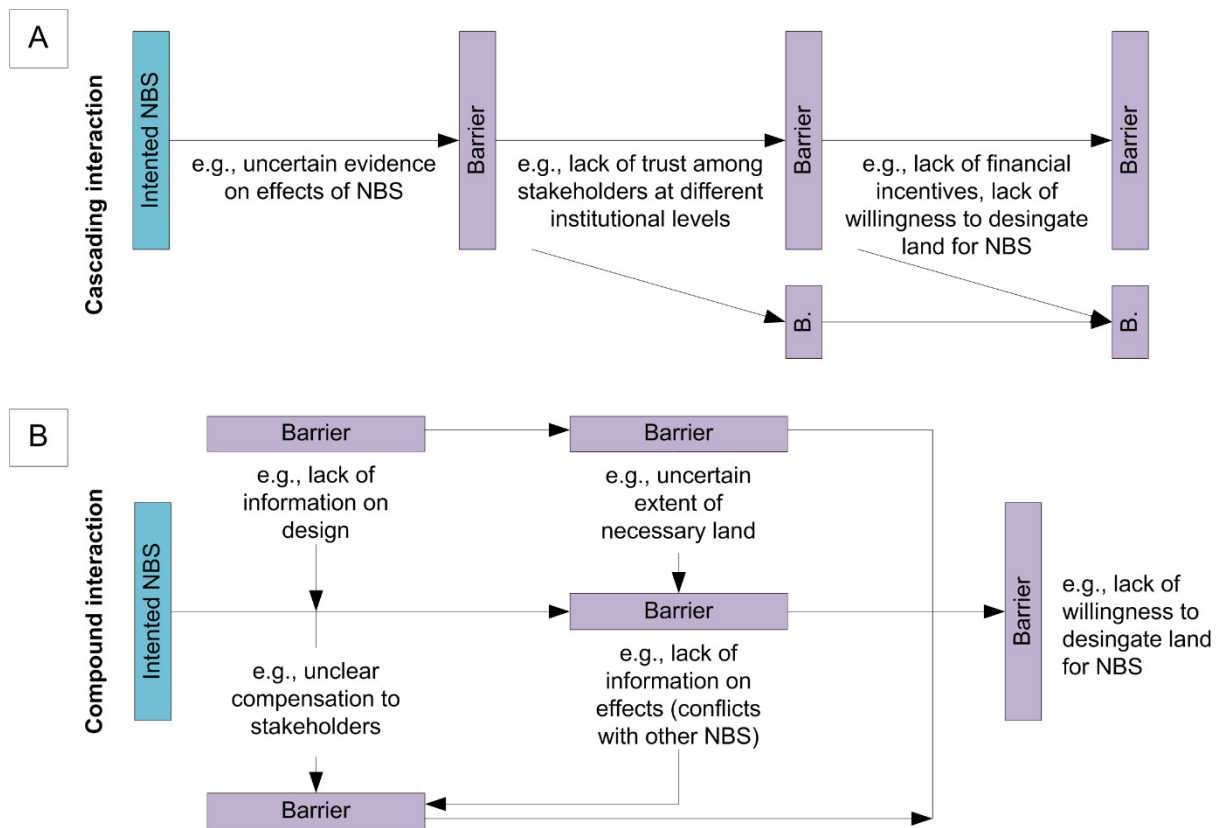 A
Cascading interaction
Intented NBS
e.g., uncertain evidence
on effects of NBS
Barrier
e.g., lack of trust among
stakeholders at different
institutional levels
Barrier
e.g., lack of financial
incentives, lack of
willingness to desingate
land for NBS
Barrier
B.
B.
B
Compound interaction
Intented NBS
Barrier
e.g., lack of
information on
design
e.g., unclear
compensation to
stakeholders
Barrier
Barrier
e.g., uncertain
extent of
necessary land
Barrier
e.g., lack of
information on
effects (conflicts
with other NBS)
Barrier
e.g., lack of
willingness to
desingate land
for NBS